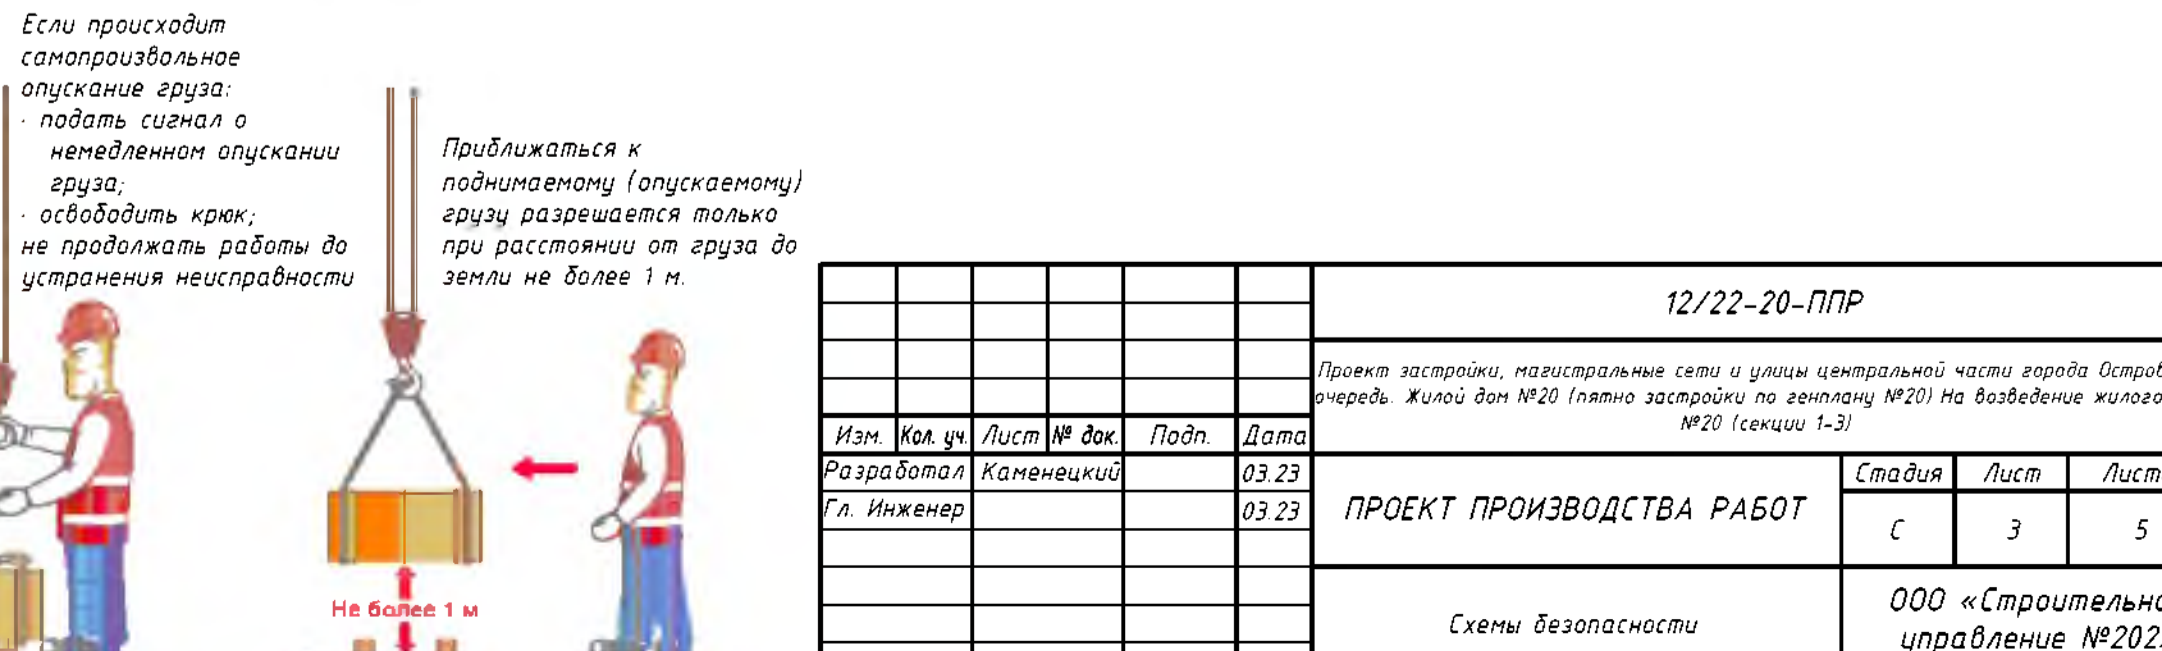 Если происходит
самопроизвольное
опускание груза:
· подать сигнал о
немедленном опускании
груза;
· освободить крюк;
не продолжать работы до
устранения неисправности
Приближаться к
поднимаемому (опускаемому)
грузу разрешается только
при расстоянии от груза до
земли не более 1 м.
Не более 1 м
12/22-20-ППР
Проект застройки, магистральные сети и улицы центральной части города Остров
очередь. Жилой дом №20 (пятно застройки по генплану №20) На возведение жилого
№20 (секции 1-3)
Изм. Кол. уч. Лист № док. Подп. Дата
Разработал Каменецкий 03.23
Гл. Инженер 03.23
ПРОЕКТ ПРОИЗВОДСТВА РАБОТ
Стадия Лист Лист
С 3 5
Схемы безопасности
ООО «Строительно
управление №202